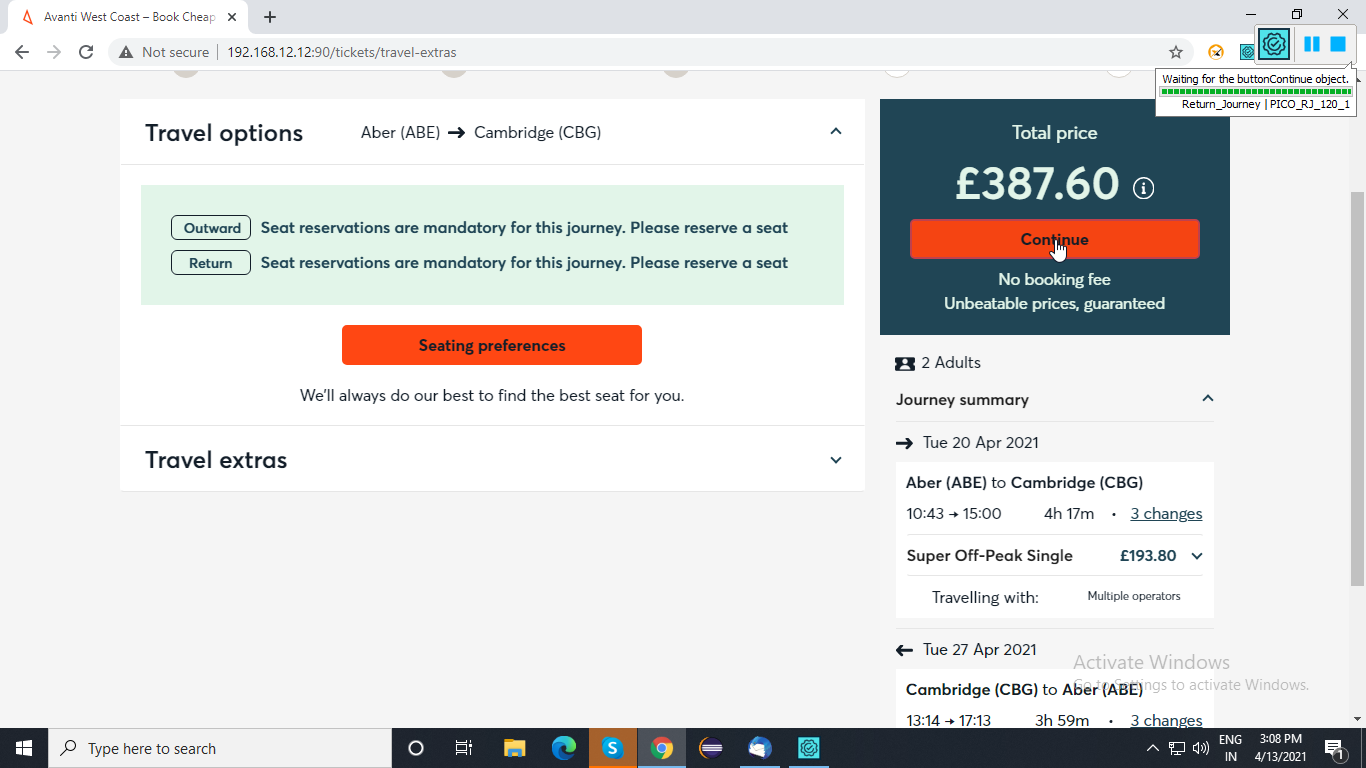 Avanti West Coast – Book Cheap
Not secure
192.168.12.12:90/tickets/travel-extras
Waiting for the buttonContinue object.
Return_Journey | PICO_RJ_120_1
Travel options
Aber (ABE) → Cambridge (CBG)
Outward Seat reservations are mandatory for this journey. Please reserve a seat
Return Seat reservations are mandatory for this journey. Please reserve a seat
Seating preferences
We'll always do our best to find the best seat for you.
Travel extras
Total price
£387.60
Continue
No booking fee
Unbeatable prices, guaranteed
2 Adults
Journey summary
→ Tue 20 Apr 2021
Aber (ABE) to Cambridge (CBG)
10:43 → 15:00 4h 17m • 3 changes
Super Off-Peak Single £193.80
Travelling with: Multiple operators
← Tue 27 Apr 2021
Cambridge (CBG) to Aber (ABE)
13:14 → 17:13 3h 59m • 3 changes
Activate Windows
Go to Settings to activate Windows.
Type here to search
ENG
IN
3:08 PM
4/13/2021
1